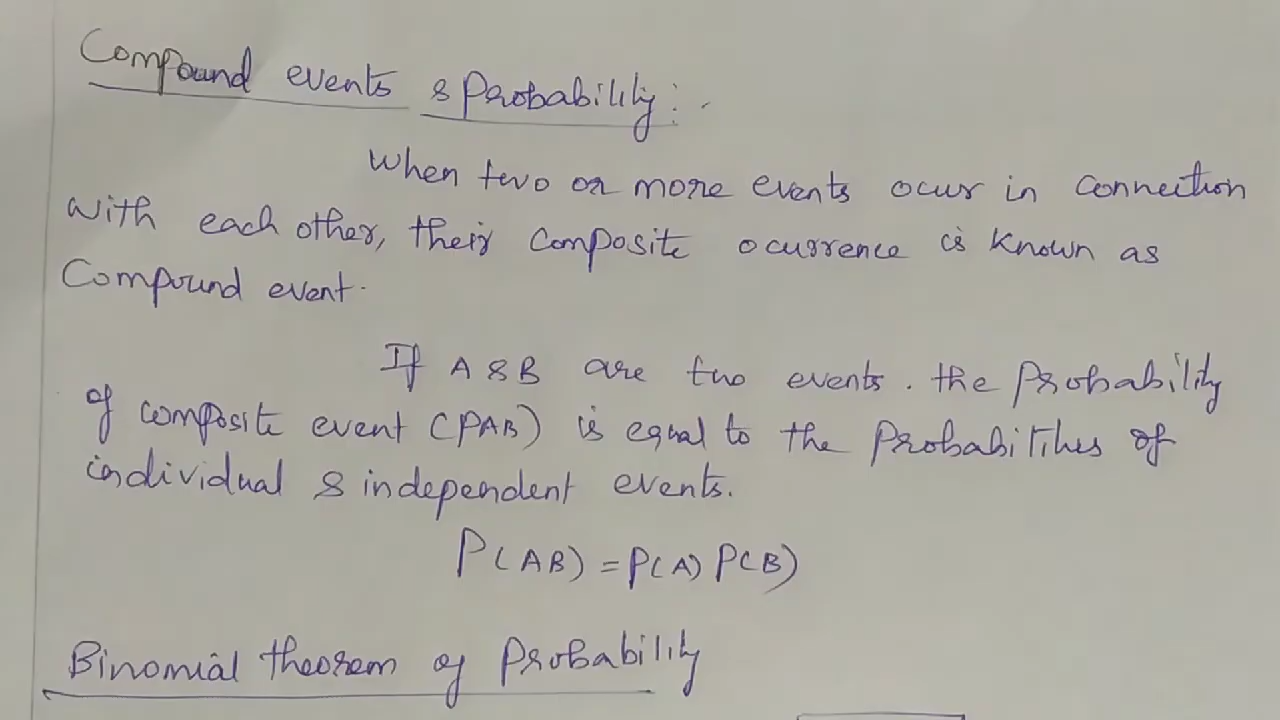 Compound events & Probability:-
When two or more events ocur in connection
with each other, their composite ocurrence is known as
Compound event.
If A & B are two events. the Probability
of composite event (PAB) is equal to the Probabitihes of
individual & independent events.
P(AB) = P(A) P(B)
Binomial theorem of Probability